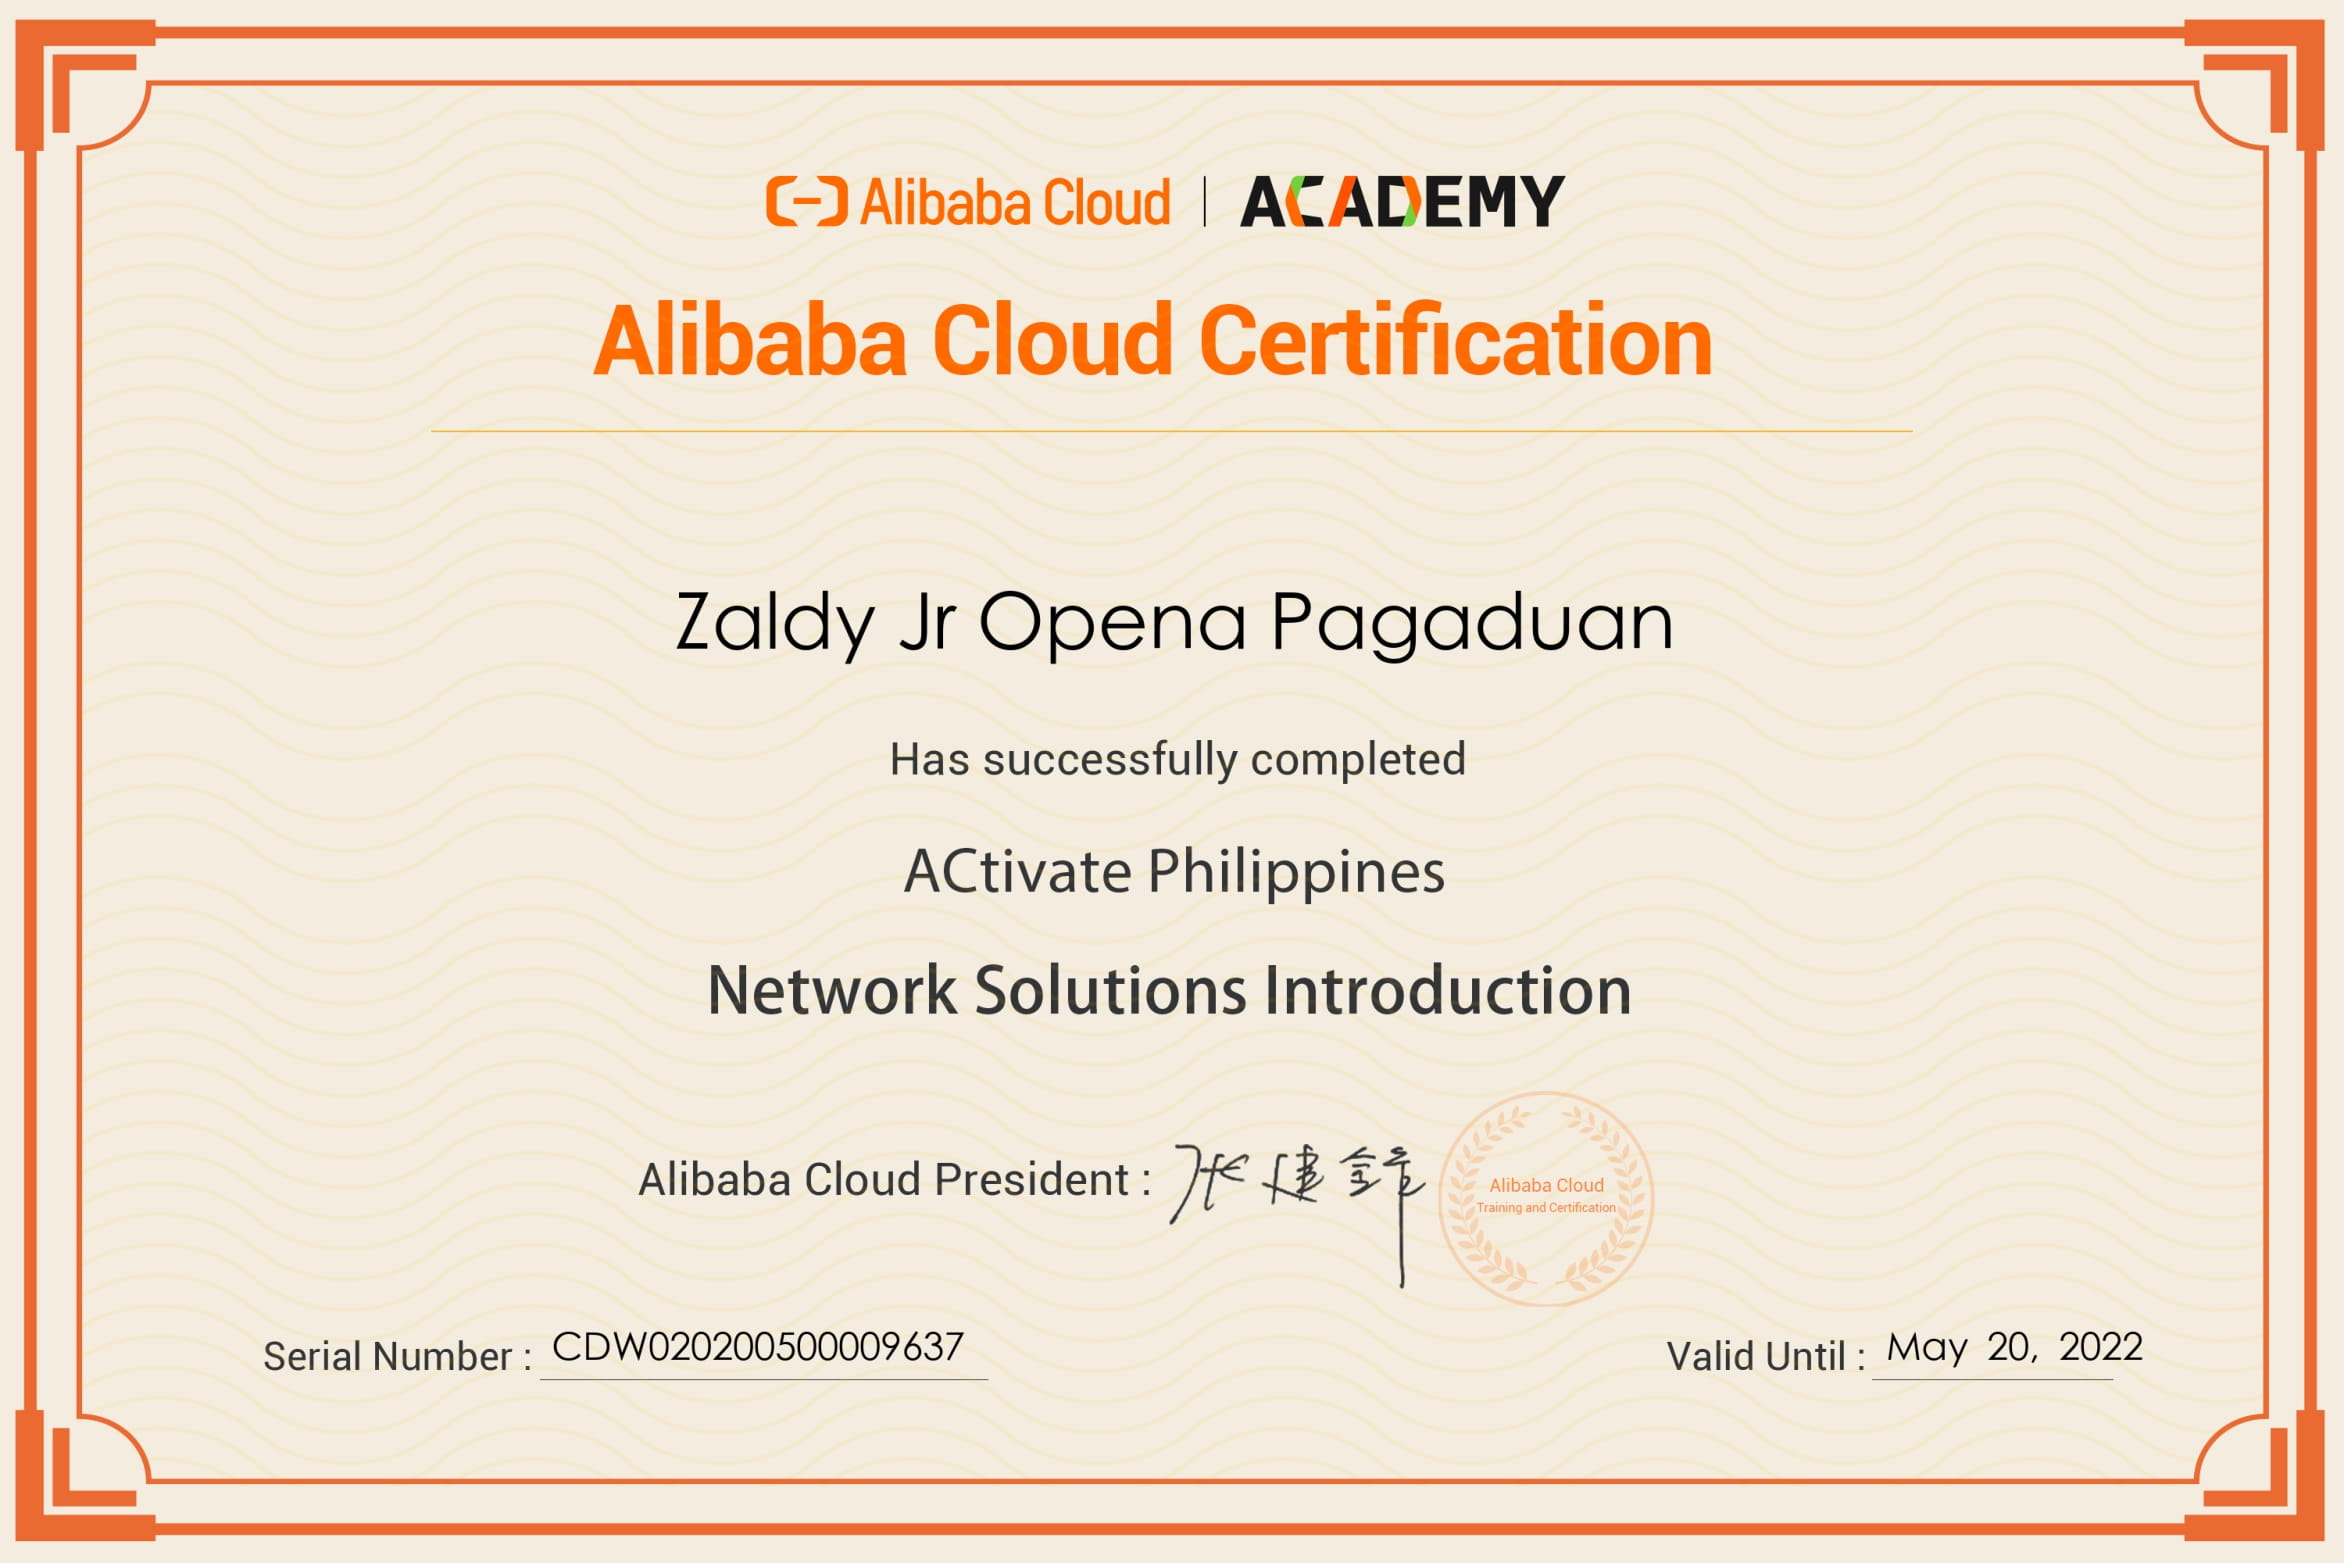 Alibaba Cloud | ACADEMY
Alibaba Cloud Certification
Zaldy Jr Opena Pagaduan
Has successfully completed
ACtivate Philippines
Network Solutions Introduction
Alibaba Cloud President : 张建锋
Alibaba Cloud
Training and Certification
Serial Number : CDW020200500009637
Valid Until : May 20, 2022